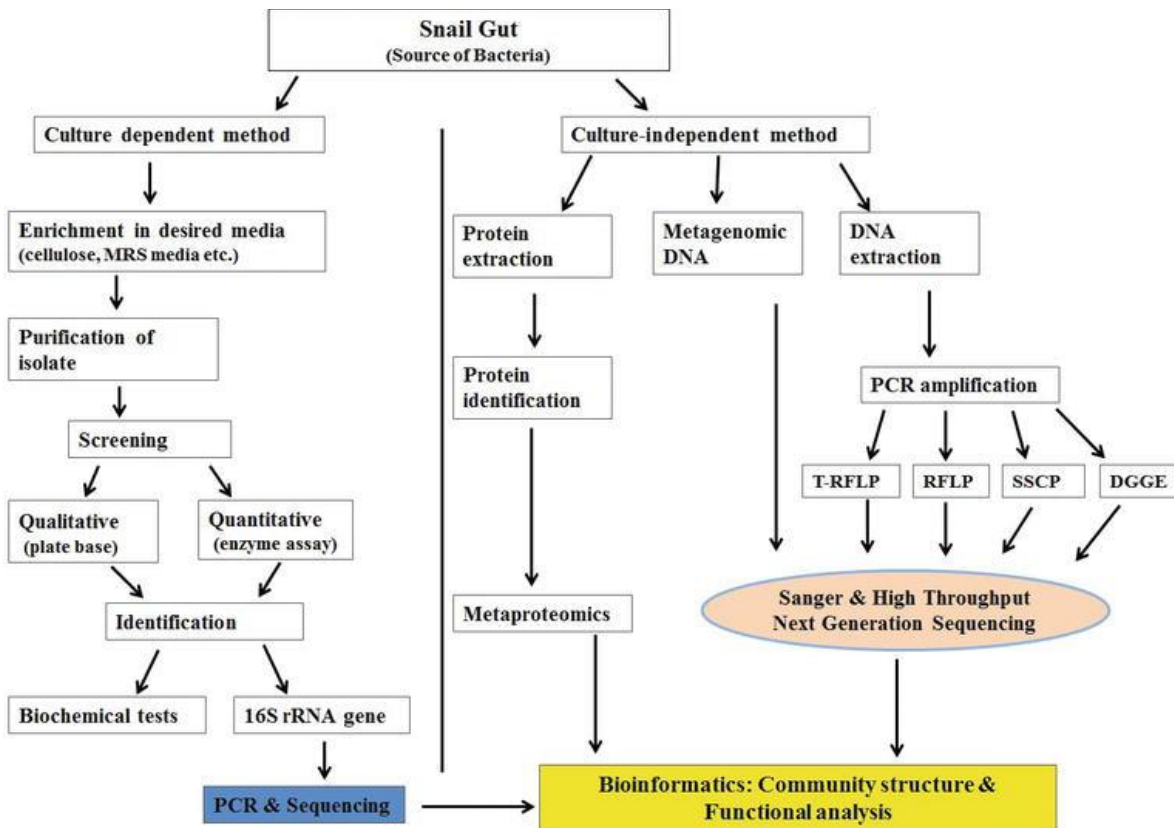 Snail Gut
(Source of Bacteria)
Culture dependent method
Culture-independent method
Enrichment in desired media
(cellulose, MRS media etc.)
Protein
extraction
Metagenomic
DNA
DNA
extraction
Purification of
isolate
Protein
identification
PCR amplification
Screening
T-RFLP
RFLP
SSCP
DGGE
Qualitative
(plate base)
Quantitative
(enzyme assay)
Sanger & High Throughput
Next Generation Sequencing
Identification
Metaproteomics
Biochemical tests
16S rRNA gene
PCR & Sequencing
Bioinformatics: Community structure &
Functional analysis